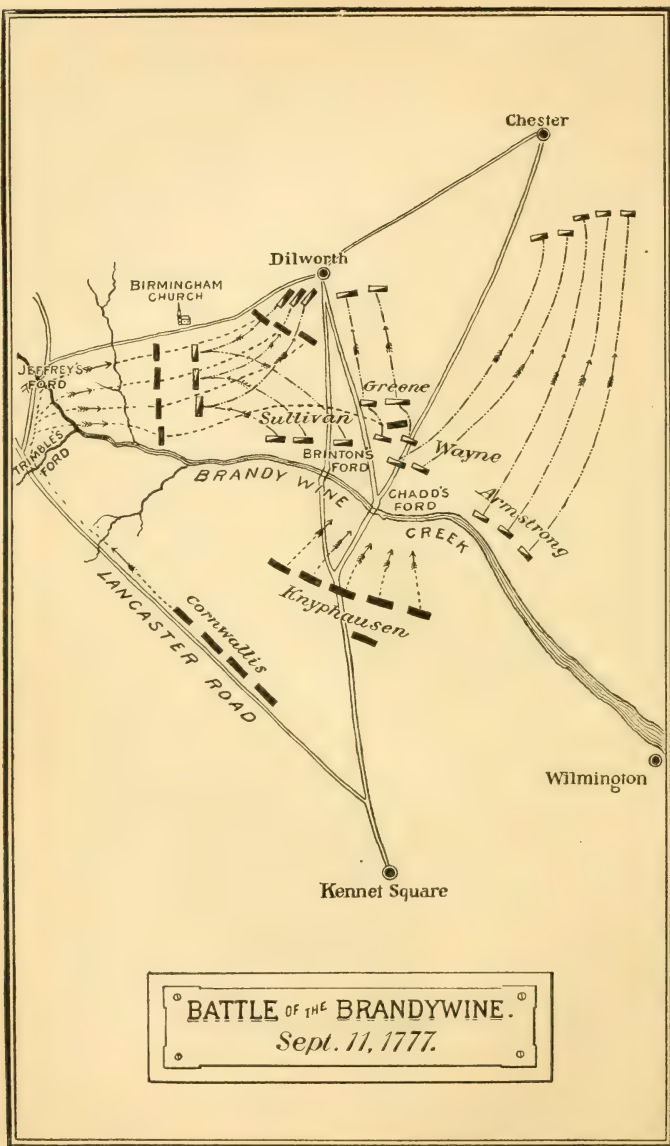 Chester
Dilworth
BIRMINGHAM
CHURCH
JEFFREY'S
FORD
TRIMBLES
FORD
Greene
Sullivan
BRINTONS
FORD
Wayne
BRANDY WINE
CHADD'S
FORD
CREEK
Armstrong
Knyphausen
Cornwallis
LANCASTER ROAD
Wilmington
Kennet Square
BATTLE OF THE BRANDYWINE.
Sept. 11, 1777.